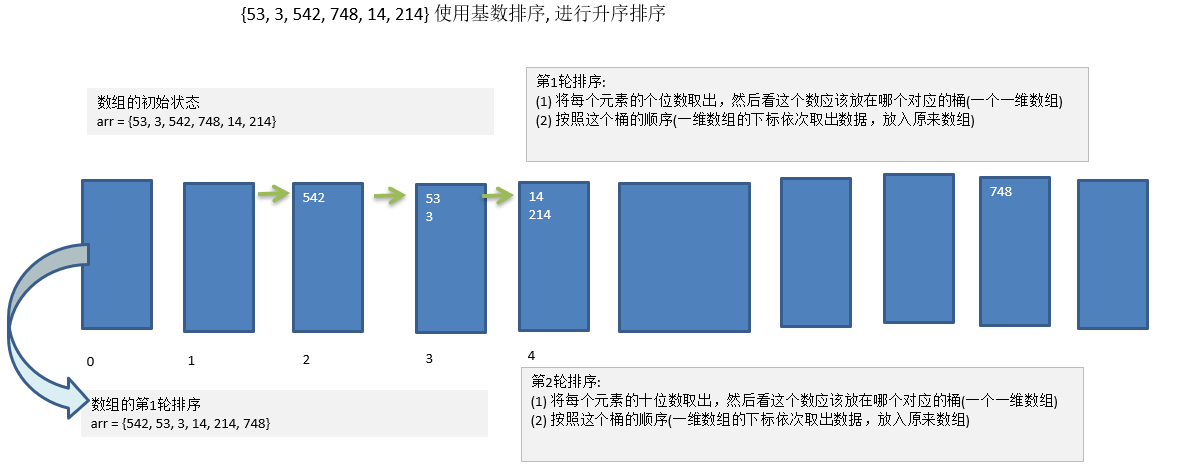 {53, 3, 542, 748, 14, 214} 使用基数排序, 进行升序排序
数组的初始状态
arr = {53, 3, 542, 748, 14, 214}
第1轮排序:
(1) 将每个元素的个位数取出，然后看这个数应该放在哪个对应的桶(一个一维数组)
(2) 按照这个桶的顺序(一维数组的下标依次取出数据，放入原来数组)
542
53
3
14
214
748
0
1
2
3
4
数组的第1轮排序
arr = {542, 53, 3, 14, 214, 748}
第2轮排序:
(1) 将每个元素的十位数取出，然后看这个数应该放在哪个对应的桶(一个一维数组)
(2) 按照这个桶的顺序(一维数组的下标依次取出数据，放入原来数组)